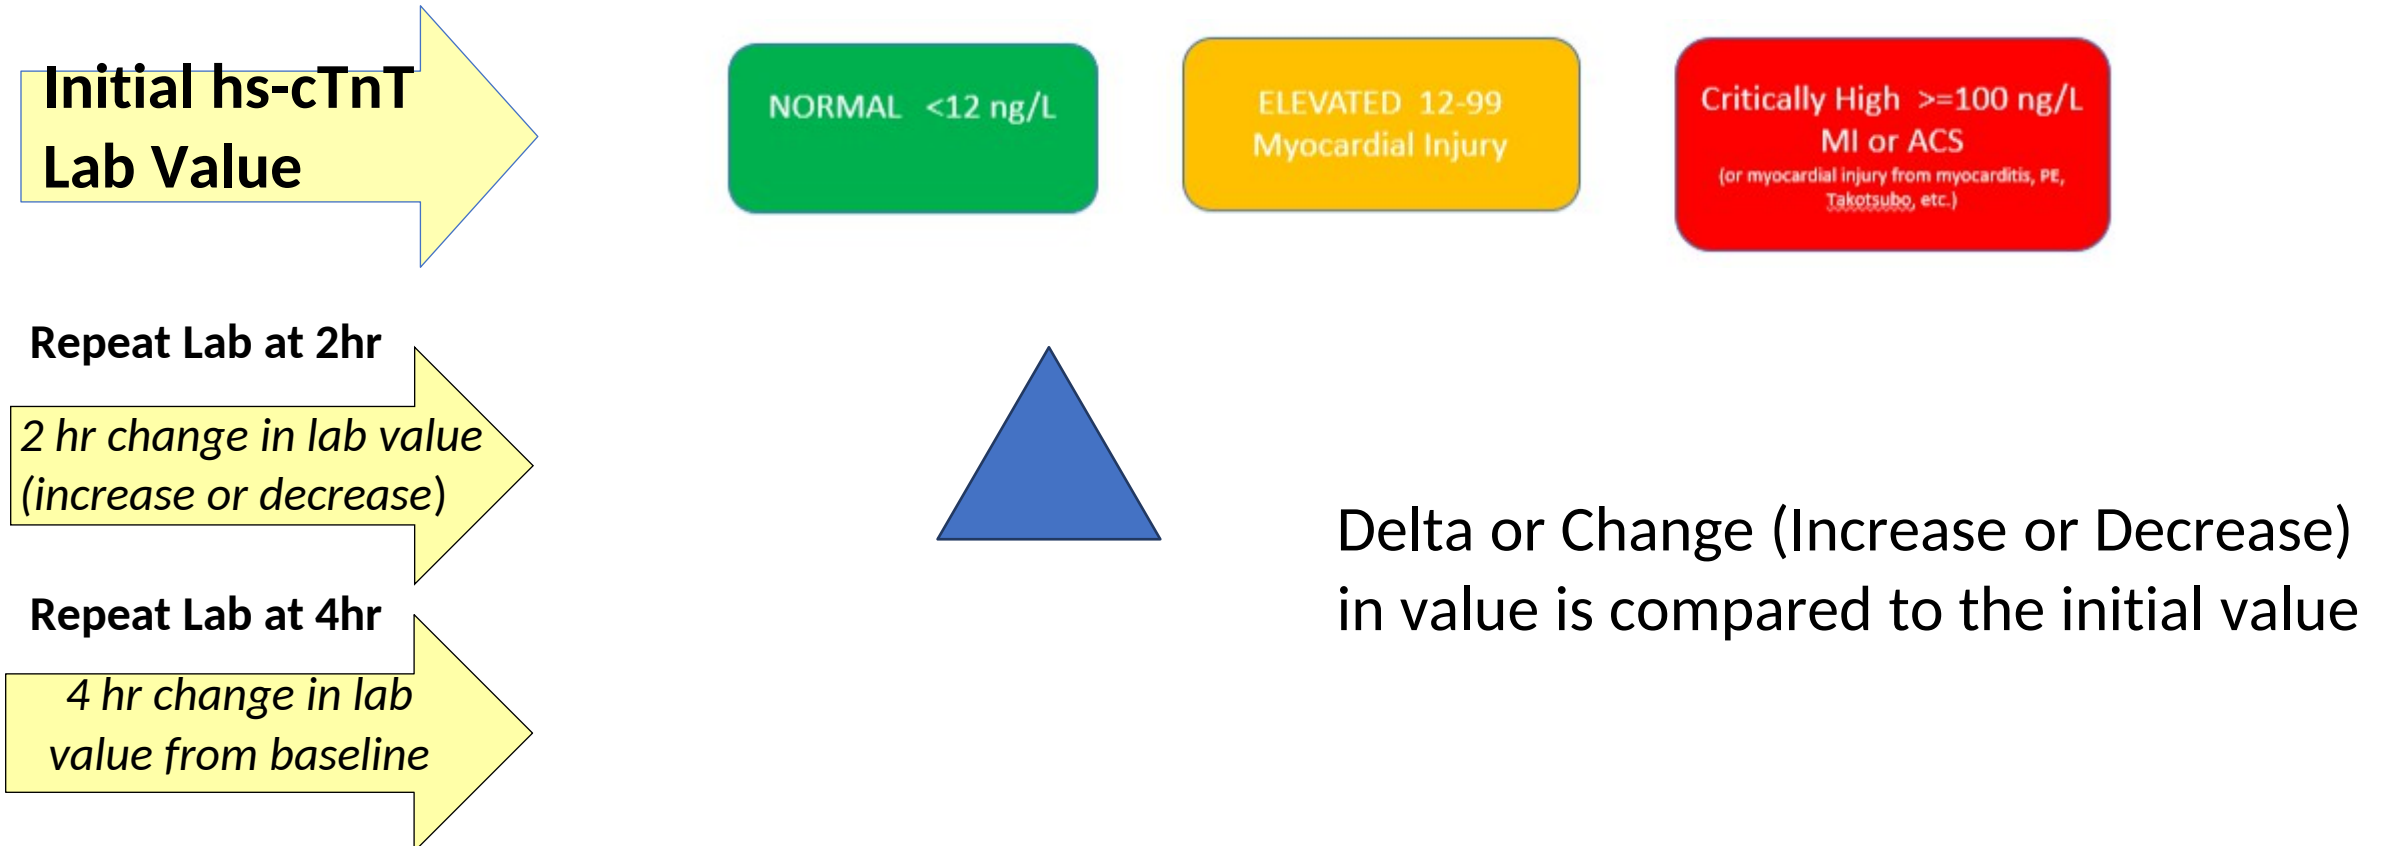 Initial hs-cTnT
Lab Value
NORMAL <12 ng/L
ELEVATED 12-99
Myocardial Injury
Critically High >=100 ng/L
MI or ACS
(or myocardial injury from myocarditis, PE,
Takotsubo, etc.)
Repeat Lab at 2hr
2 hr change in lab value
(increase or decrease)
Delta or Change (Increase or Decrease)
in value is compared to the initial value
Repeat Lab at 4hr
4 hr change in lab
value from baseline